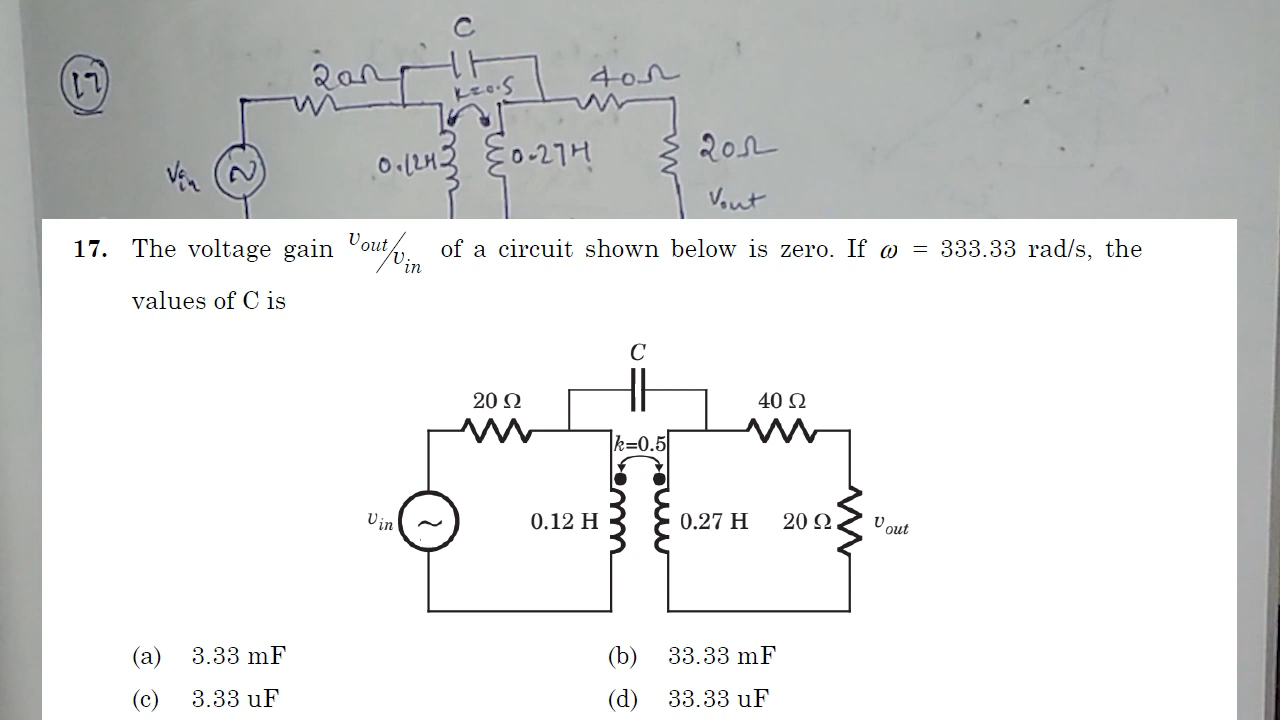 17
20Ω
C
k=0.5
40Ω
Vin
0.12H
0.27H
20Ω
Vout
17. The voltage gain vout/vin of a circuit shown below is zero. If ω = 333.33 rad/s, the
values of C is
C
20 Ω
40 Ω
k=0.5
vin
0.12 H
0.27 H
20 Ω
vout
(a) 3.33 mF
(b) 33.33 mF
(c) 3.33 uF
(d) 33.33 uF